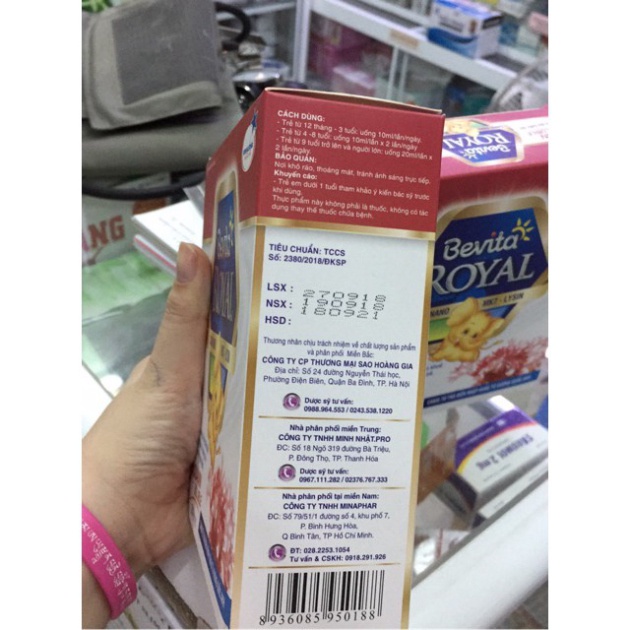 CÁCH DÙNG:
- Trẻ từ 12 tháng - 3 tuổi: uống 10ml/lần/ngày.
- Trẻ từ 4 -8 tuổi: uống 10ml/lần x 2 lần/ngày
- Trẻ từ 9 tuổi trở lên và người lớn: uống 20ml/lần x
2 lần/ngày.
BẢO QUẢN:
Nơi khô ráo, thoáng mát, tránh ánh sáng trực tiếp.
Khuyến cáo:
- Trẻ em dưới 1 tuổi tham khảo ý kiến bác sỹ trước
khi dùng.
Thực phẩm này không phải là thuốc, không có tác
dụng thay thế thuốc chữa bệnh.
TIÊU CHUẨN: TCCS
Số: 2380/2018/ĐKSP
LSX : 270918
NSX : 190918
HSD : 180921
Thương nhân chịu trách nhiệm về chất lượng sản phẩm
và phân phối Miền Bắc:
CÔNG TY CP THƯƠNG MẠI SAO HOÀNG GIA
Địa chỉ: Số 24 đường Nguyễn Thái học,
Phường Điện Biên, Quận Ba Đình, TP. Hà Nội
Dược sỹ tư vấn:
0988.964.553 / 0243.538.1220
Nhà phân phối miền Trung:
CÔNG TY TNHH MINH NHẬT.PRO
ĐC: Số 18 Ngõ 319 đường Bà Triệu,
P. Đông Thọ, TP. Thanh Hóa
Dược sỹ tư vấn:
0967.111.282 / 02376.767.333
Nhà phân phối tại miền Nam:
CÔNG TY TNHH MINAPHAR
ĐC: Số 79/51/1 đường số 4, khu phố 7,
P. Bình Hưng Hòa,
Q Bình Tân, TP Hồ Chí Minh.
ĐT: 028.2253.1054
Tư vấn & CSKH: 0918.291.926
8936085950188
Bevita
ROYAL
Bevita
ROYAL
NANO
MK7 - LYSIN
Bevita
ROYAL